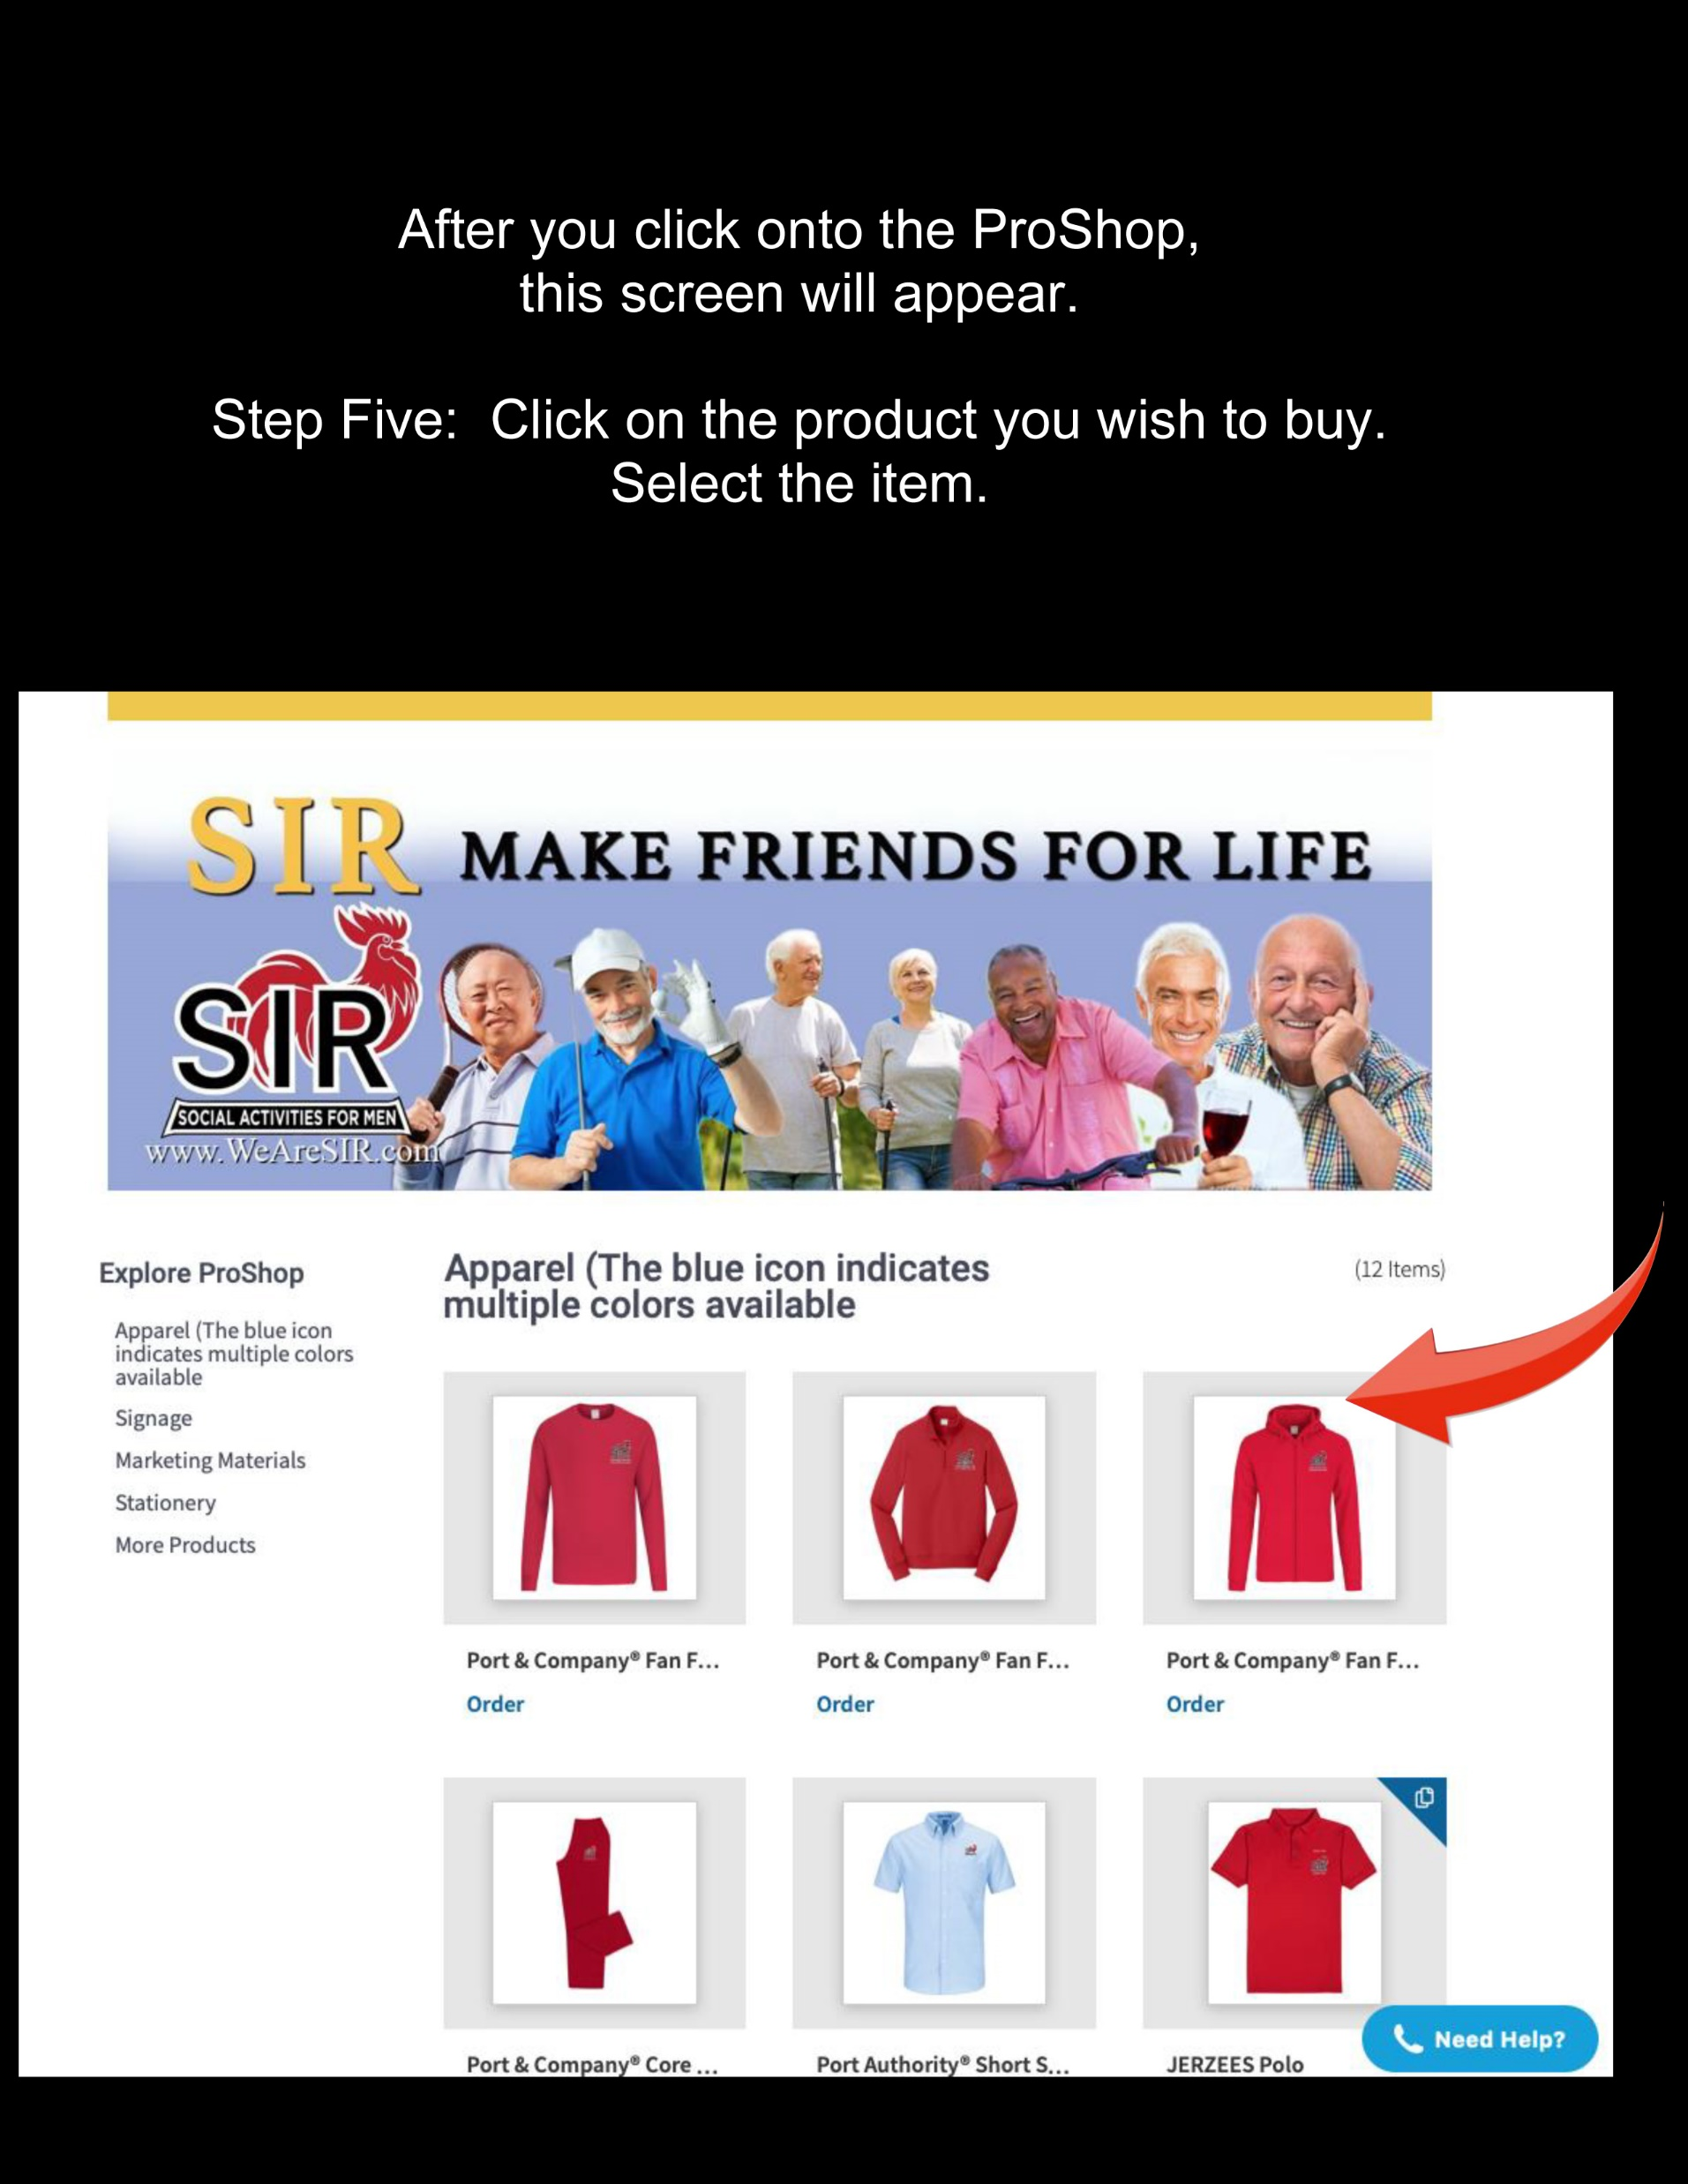 After you click onto the ProShop,
this screen will appear.
Step Five: Click on the product you wish to buy.
Select the item.
SIR MAKE FRIENDS FOR LIFE
SIR
SOCIAL ACTIVITIES FOR MEN
www.WeAreSIR.com
Explore ProShop
Apparel (The blue icon
indicates multiple colors
available
Signage
Marketing Materials
Stationery
More Products
Apparel (The blue icon indicates
multiple colors available
(12 Items)
Port & Company® Fan F...
Order
Port & Company® Fan F...
Order
Port & Company® Fan F...
Order
Port & Company® Core ...
Port Authority® Short S...
JERZEES Polo
Need Help?